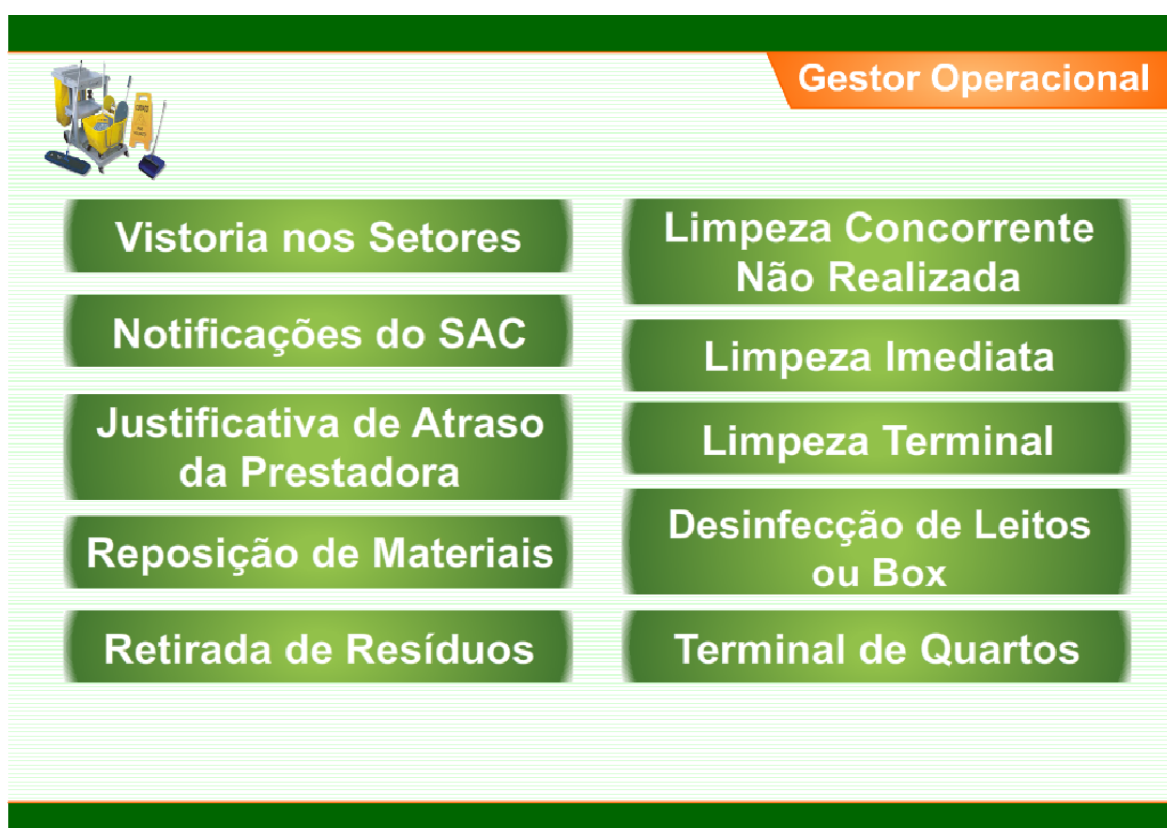 Gestor Operacional
Vistoria nos Setores
Notificações do SAC
Justificativa de Atraso
da Prestadora
Reposição de Materiais
Retirada de Resíduos
Limpeza Concorrente
Não Realizada
Limpeza Imediata
Limpeza Terminal
Desinfecção de Leitos
ou Box
Terminal de Quartos